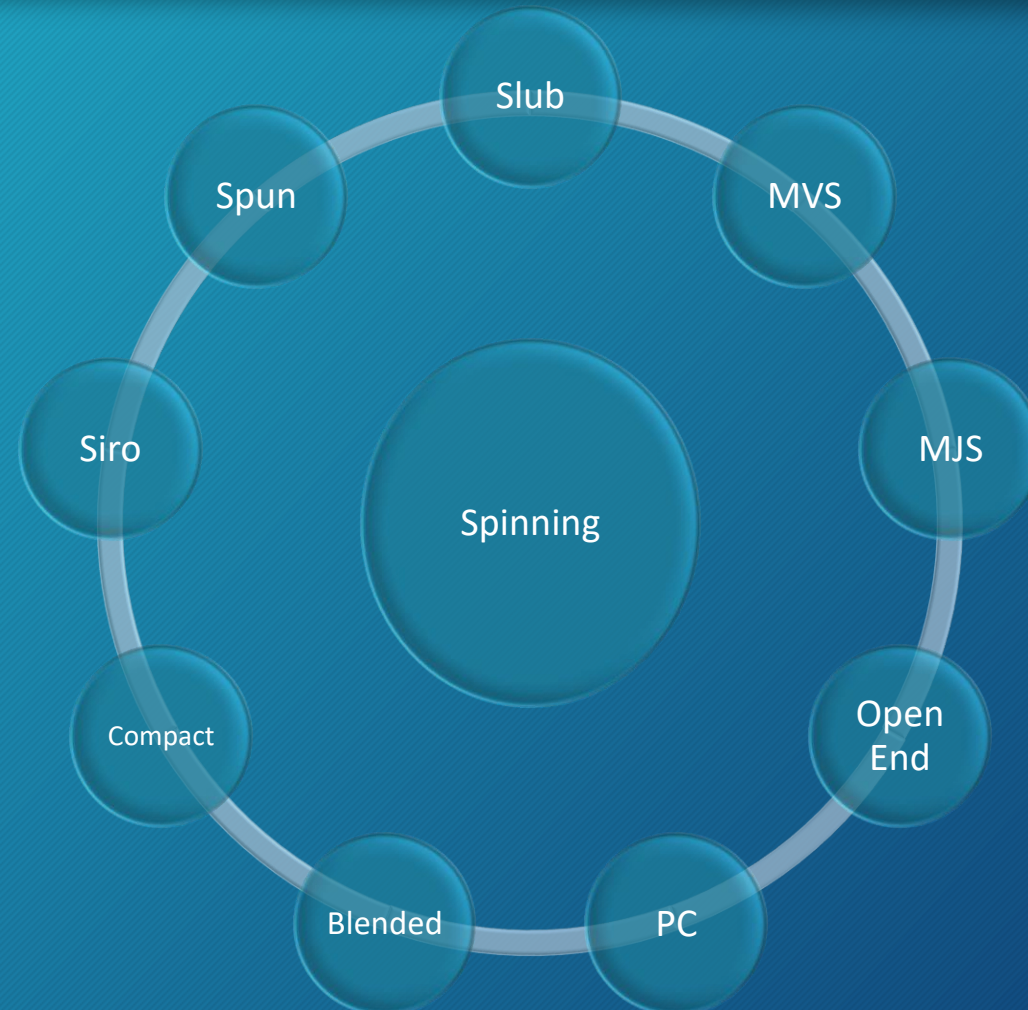 Slub
MVS
MJS
Open
End
PC
Blended
Compact
Siro
Spun
Spinning